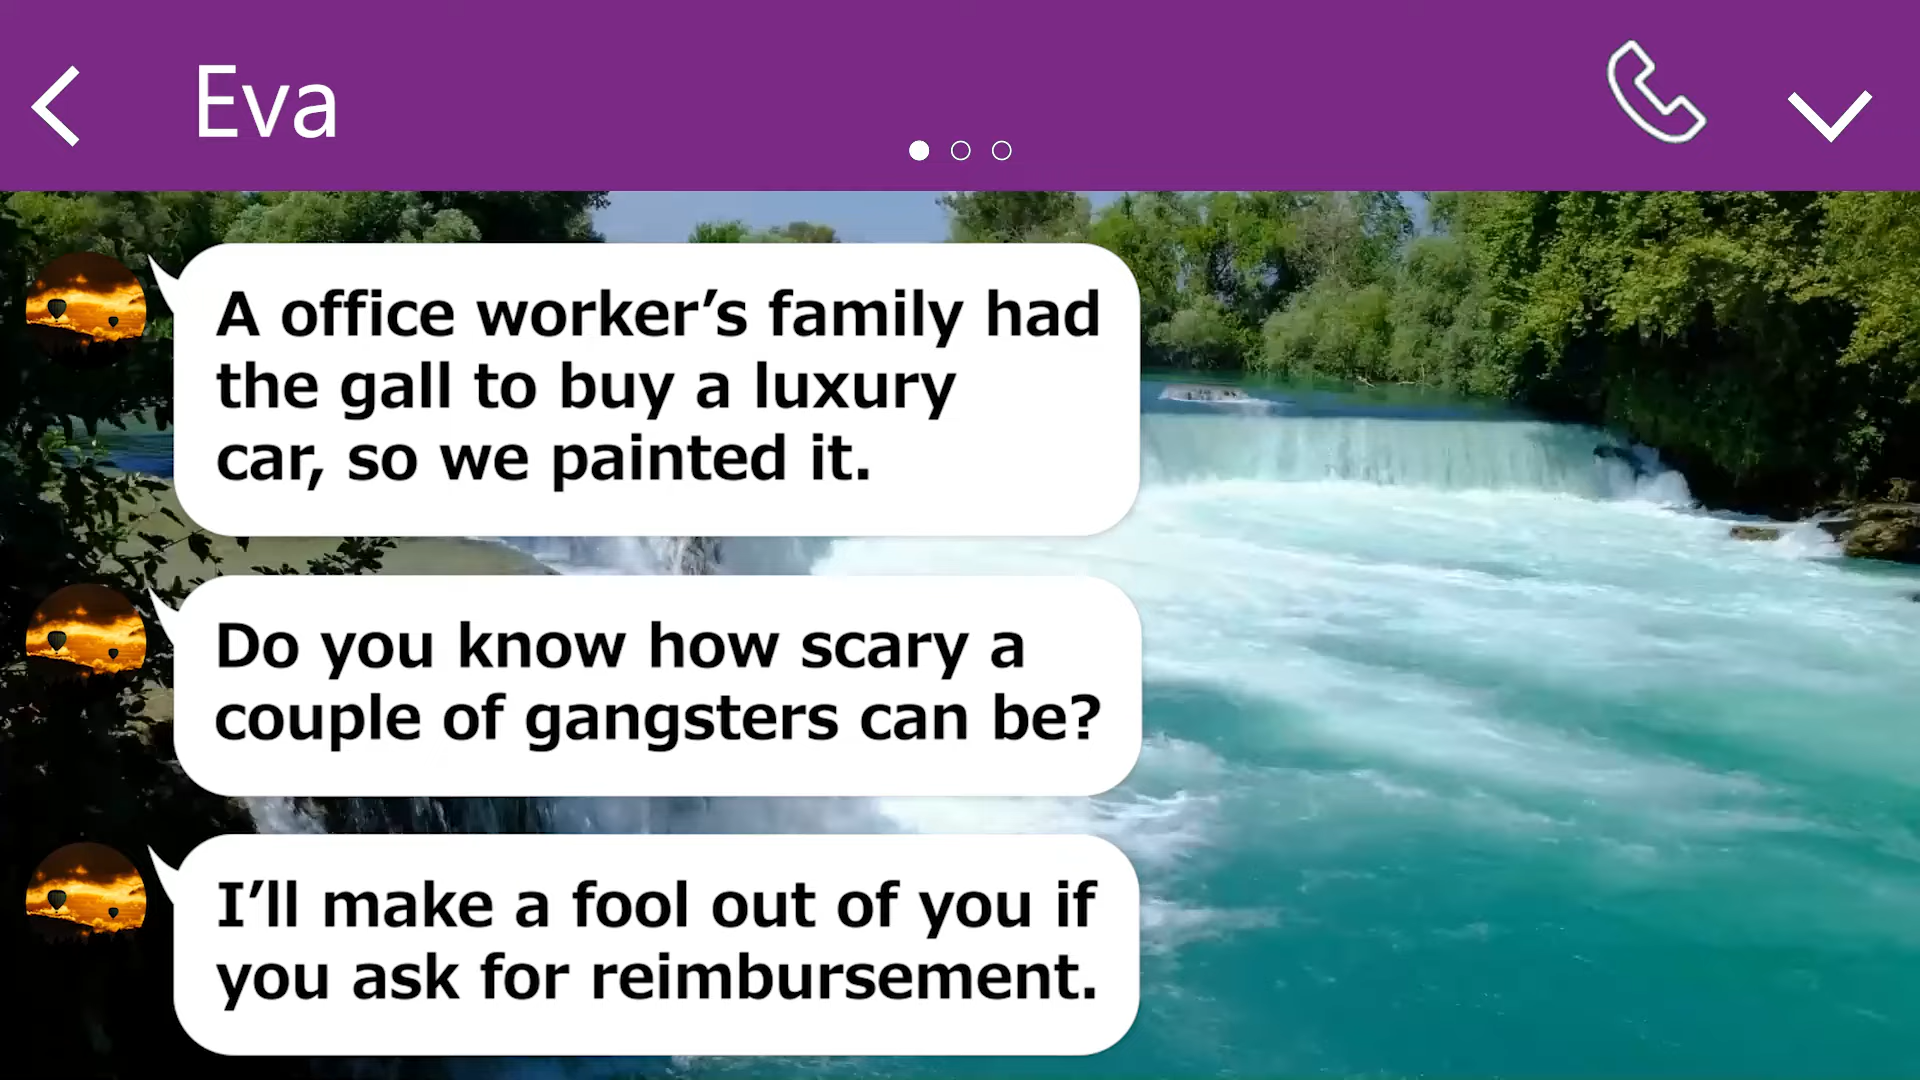 Eva
A office worker’s family had
the gall to buy a luxury
car, so we painted it.
Do you know how scary a
couple of gangsters can be?
I’ll make a fool out of you if
you ask for reimbursement.